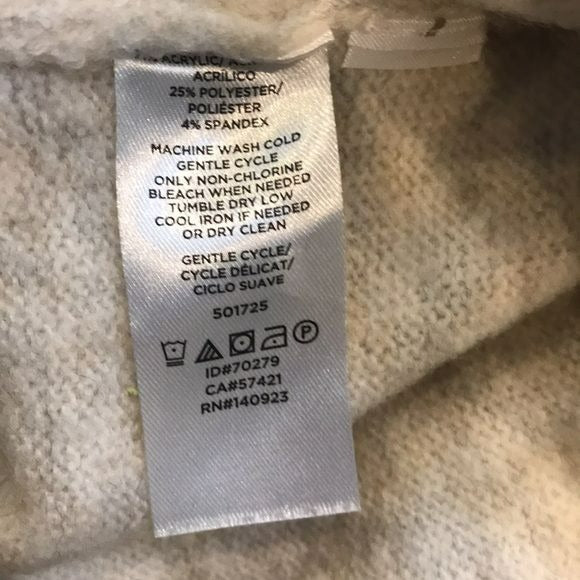 ACRYLIC/
ACRÍLICO
25% POLYESTER/
POLIÉSTER
4% SPANDEX
MACHINE WASH COLD
GENTLE CYCLE
ONLY NON-CHLORINE
BLEACH WHEN NEEDED
TUMBLE DRY LOW
COOL IRON IF NEEDED
OR DRY CLEAN
GENTLE CYCLE/
CYCLE DÉLICAT/
CICLO SUAVE
501725
P
ID#70279
CA#57421
RN#140923